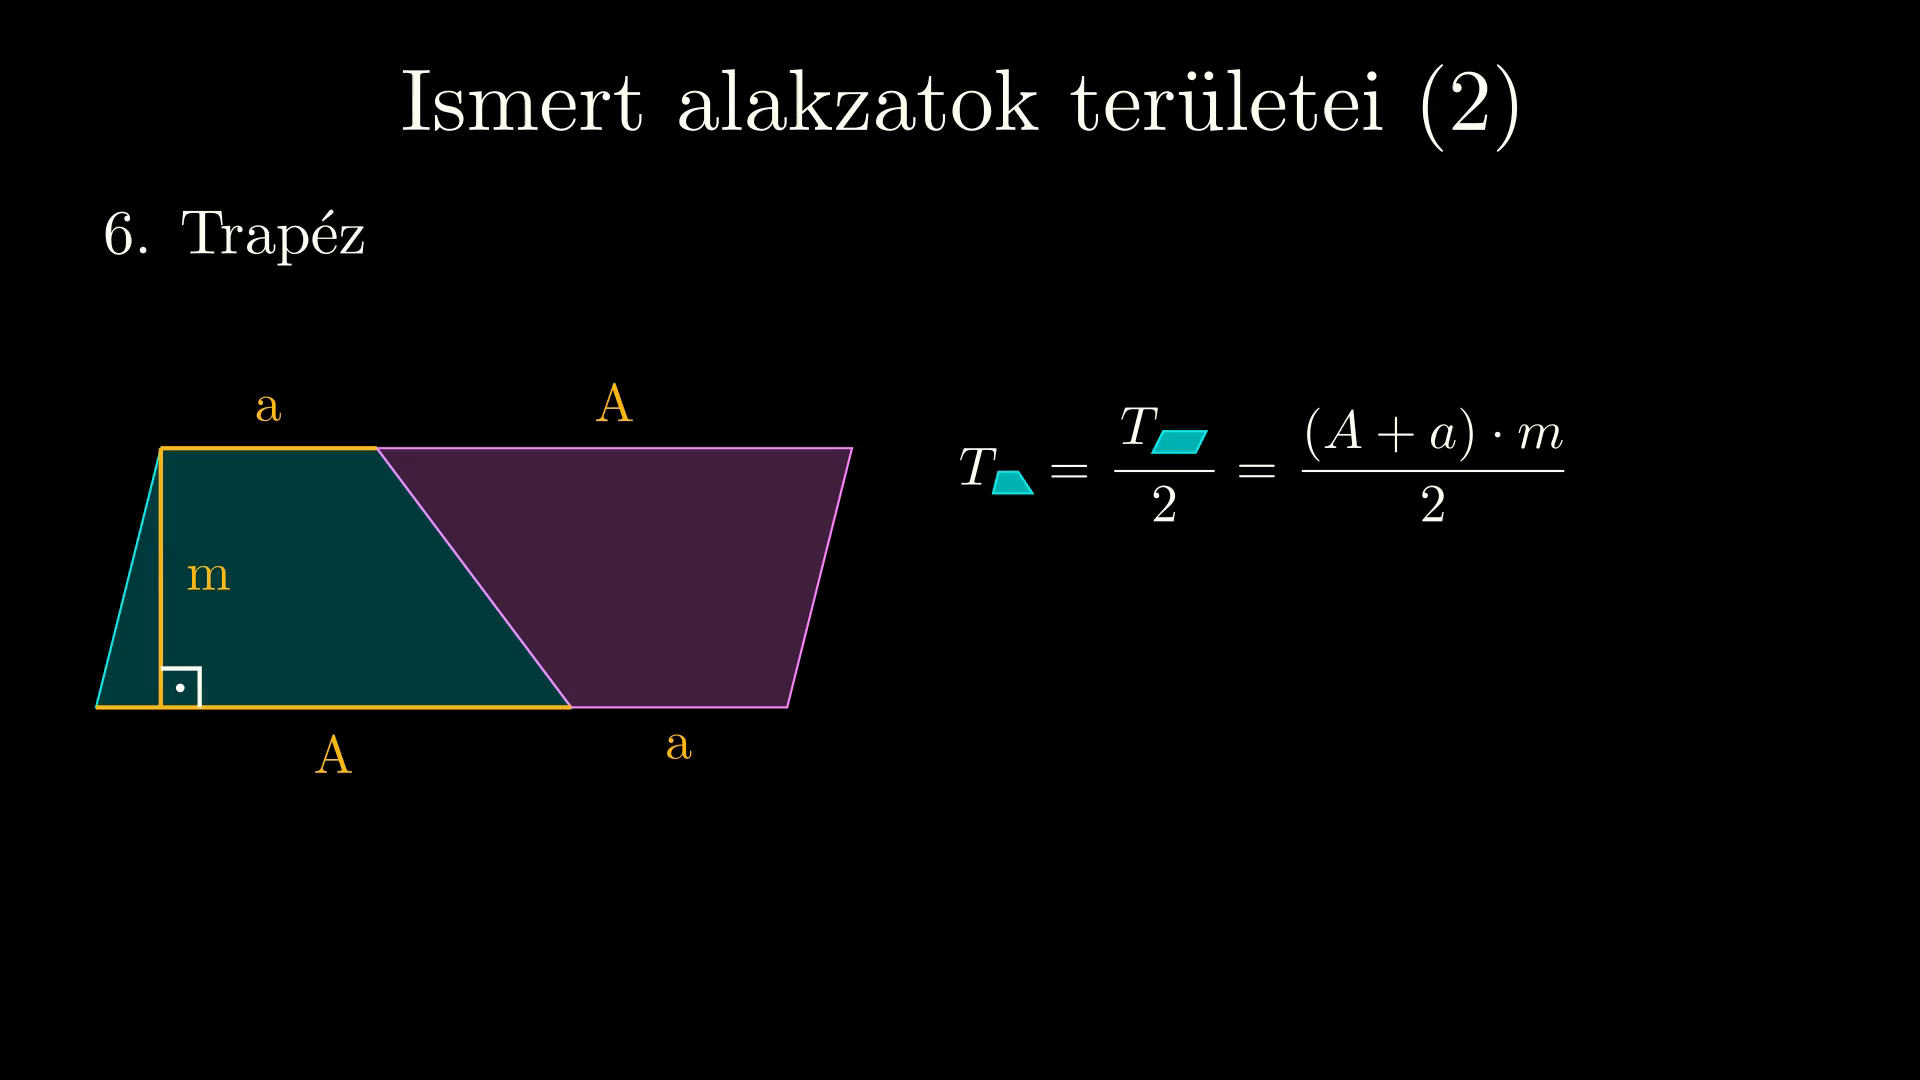 Ismert alakzatok területei (2)
6. Trapéz
a A
m
A a
T = T / 2 = (A + a) · m / 2